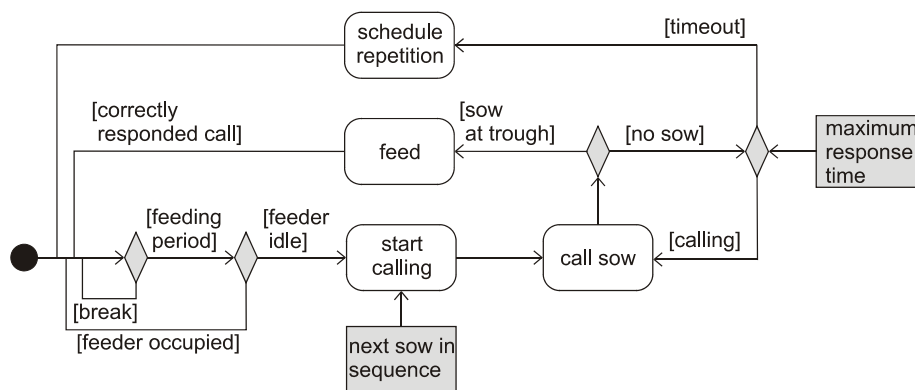 schedule
repetition
[timeout]
[correctly
responded call]
feed
[sow
at trough]
[no sow]
maximum
response
time
[feeding
period]
[feeder
idle]
start
calling
call sow
[calling]
[break]
[feeder occupied]
next sow in
sequence